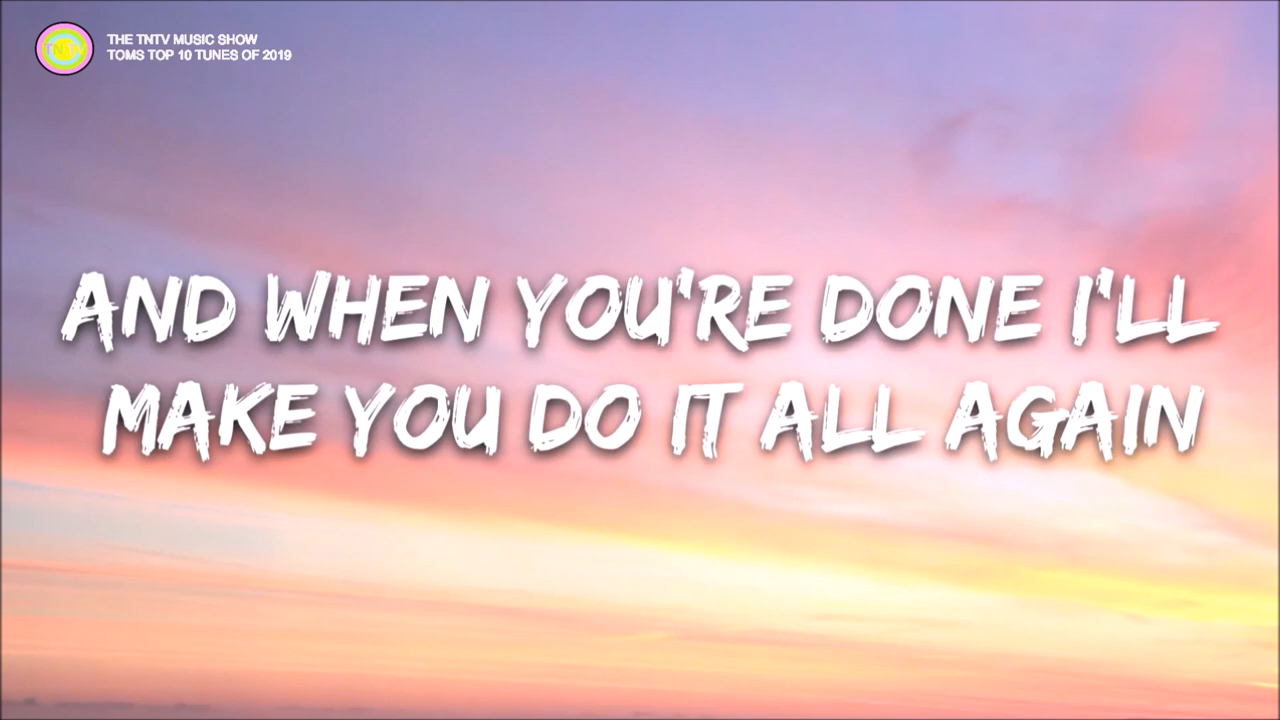 TNTV
THE TNTV MUSIC SHOW
TOMS TOP 10 TUNES OF 2019
AND WHEN YOU'RE DONE I'LL
MAKE YOU DO IT ALL AGAIN